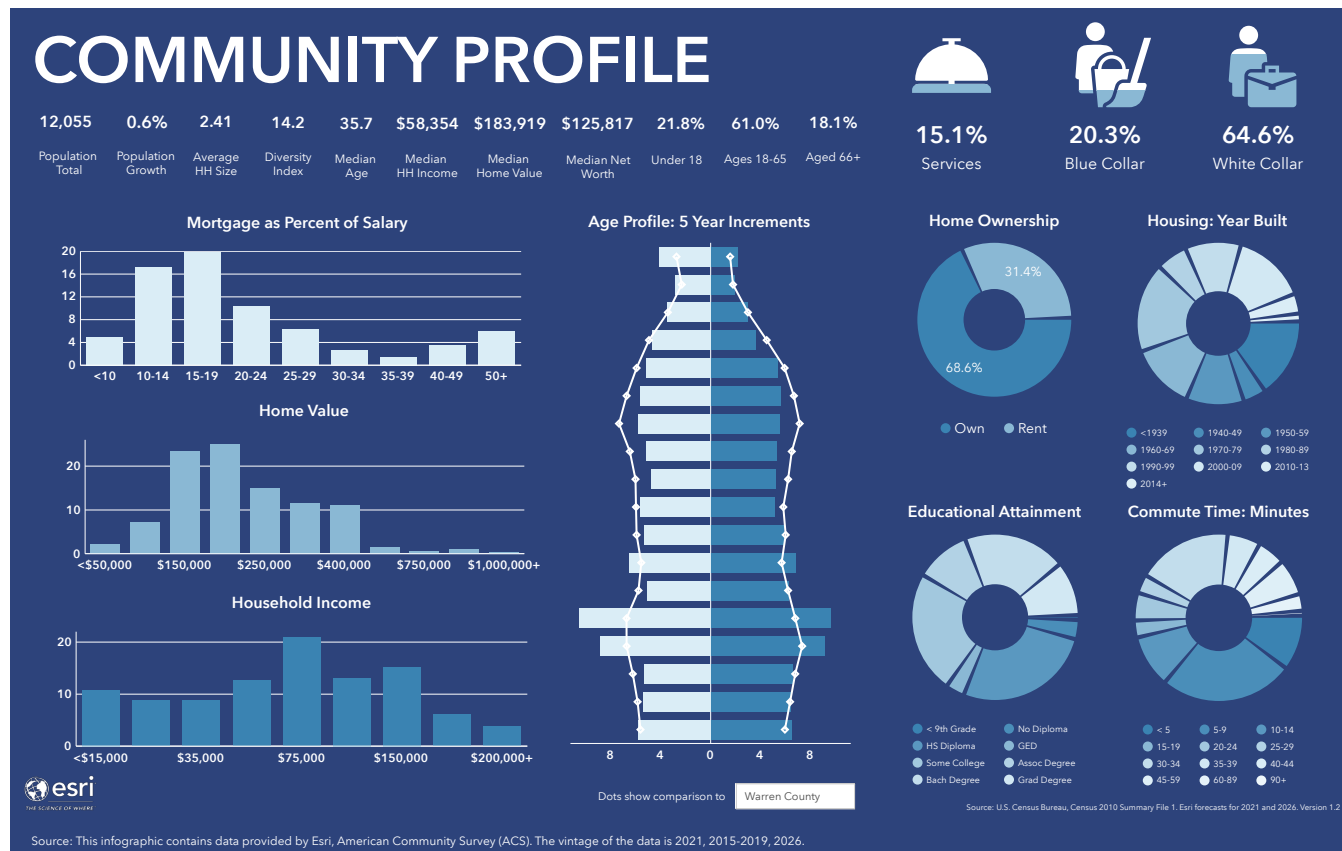 COMMUNITY PROFILE
12,055
0.6%
2.41
14.2
35.7
$58,354
$183,919
$125,817
21.8%
61.0%
18.1%
Population
Total
Population
Growth
Average
HH Size
Diversity
Index
Median
Age
Median
HH Income
Median
Home Value
Median Net
Worth
Under 18
Ages 18-65
Aged 66+
15.1%
Services
20.3%
Blue Collar
64.6%
White Collar
Mortgage as Percent of Salary
20
16
12
8
4
0
<10 10-14 15-19 20-24 25-29 30-34 35-39 40-49 50+
Home Value
20
10
0
<$50,000 $150,000 $250,000 $400,000 $750,000 $1,000,000+
Household Income
20
10
0
<$15,000 $35,000 $75,000 $150,000 $200,000+
Age Profile: 5 Year Increments
8 4 0 4 8
Dots show comparison to
Warren County
Home Ownership
31.4%
68.6%
Own Rent
Housing: Year Built
<1939 1940-49 1950-59
1960-69 1970-79 1980-89
1990-99 2000-09 2010-13
2014+
Educational Attainment
< 9th Grade No Diploma
HS Diploma GED
Some College Assoc Degree
Bach Degree Grad Degree
Commute Time: Minutes
< 5 5-9 10-14
15-19 20-24 25-29
30-34 35-39 40-44
45-59 60-89 90+
esri
THE SCIENCE OF WHERE
Source: U.S. Census Bureau, Census 2010 Summary File 1. Esri forecasts for 2021 and 2026. Version 1.2
Source: This infographic contains data provided by Esri, American Community Survey (ACS). The vintage of the data is 2021, 2015-2019, 2026.